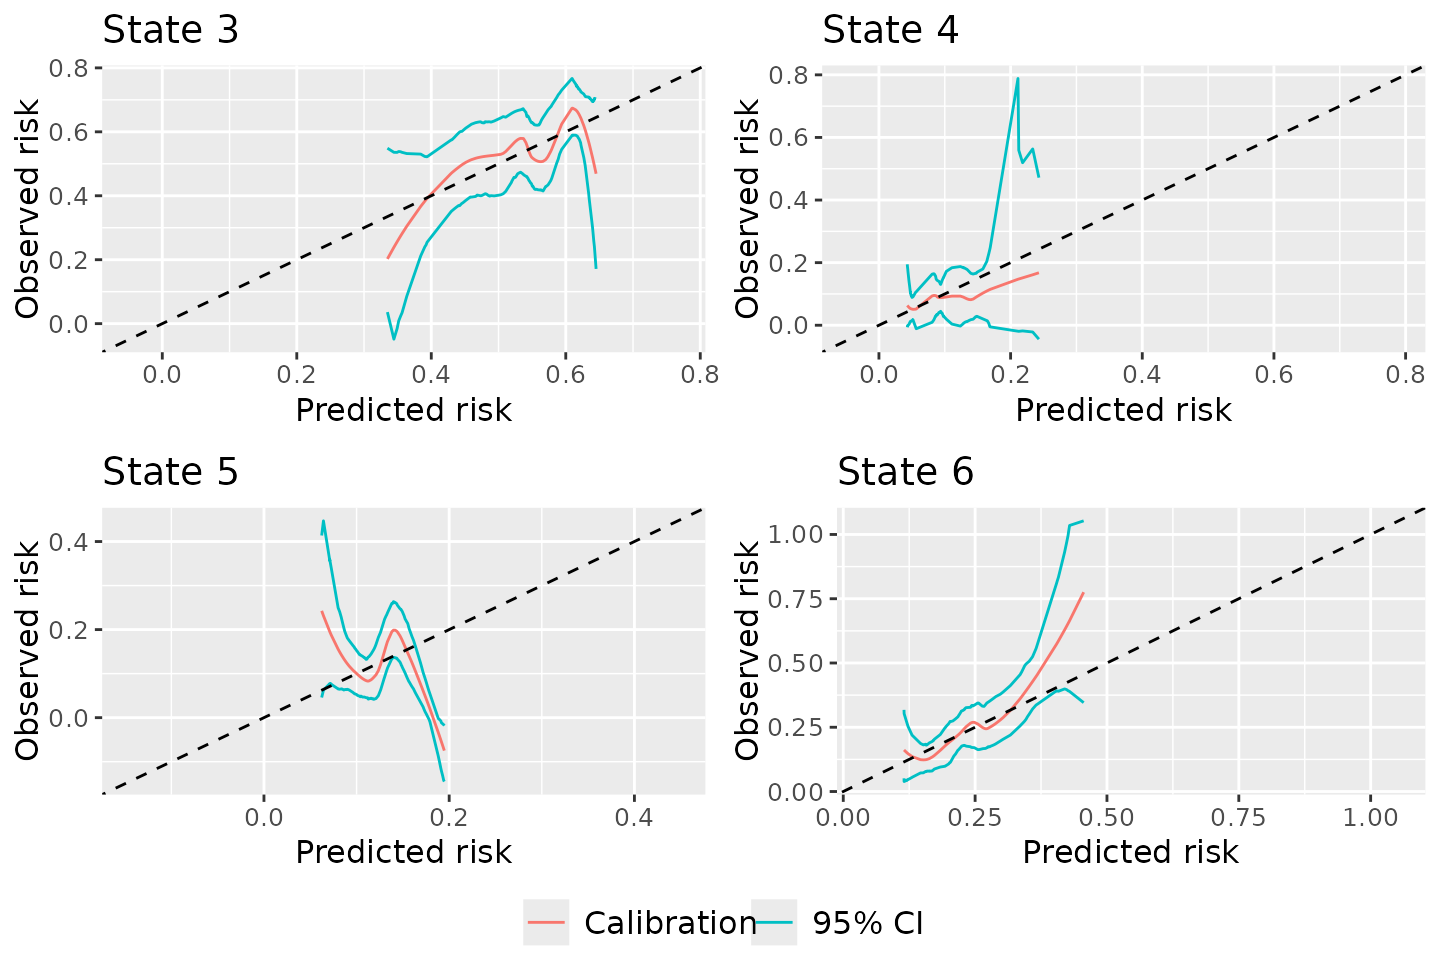 State 3
Observed risk
0.8
0.6
0.4
0.2
0.0
0.0 0.2 0.4 0.6 0.8
Predicted risk
State 4
Observed risk
0.8
0.6
0.4
0.2
0.0
0.0 0.2 0.4 0.6 0.8
Predicted risk
State 5
Observed risk
0.4
0.2
0.0
0.0 0.2 0.4
Predicted risk
State 6
Observed risk
1.00
0.75
0.50
0.25
0.00
0.00 0.25 0.50 0.75 1.00
Predicted risk
Calibration 95% CI